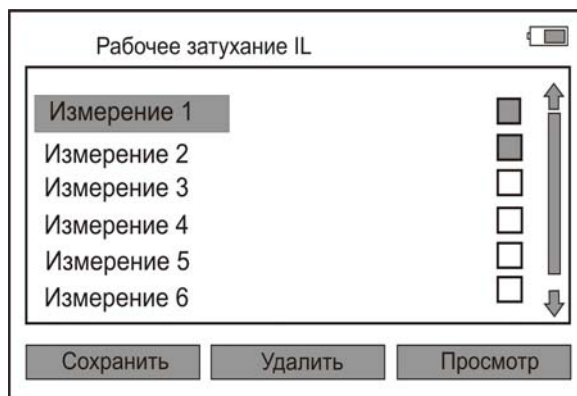 Рабочее затухание IL
Измерение 1
Измерение 2
Измерение 3
Измерение 4
Измерение 5
Измерение 6
Сохранить Удалить Просмотр